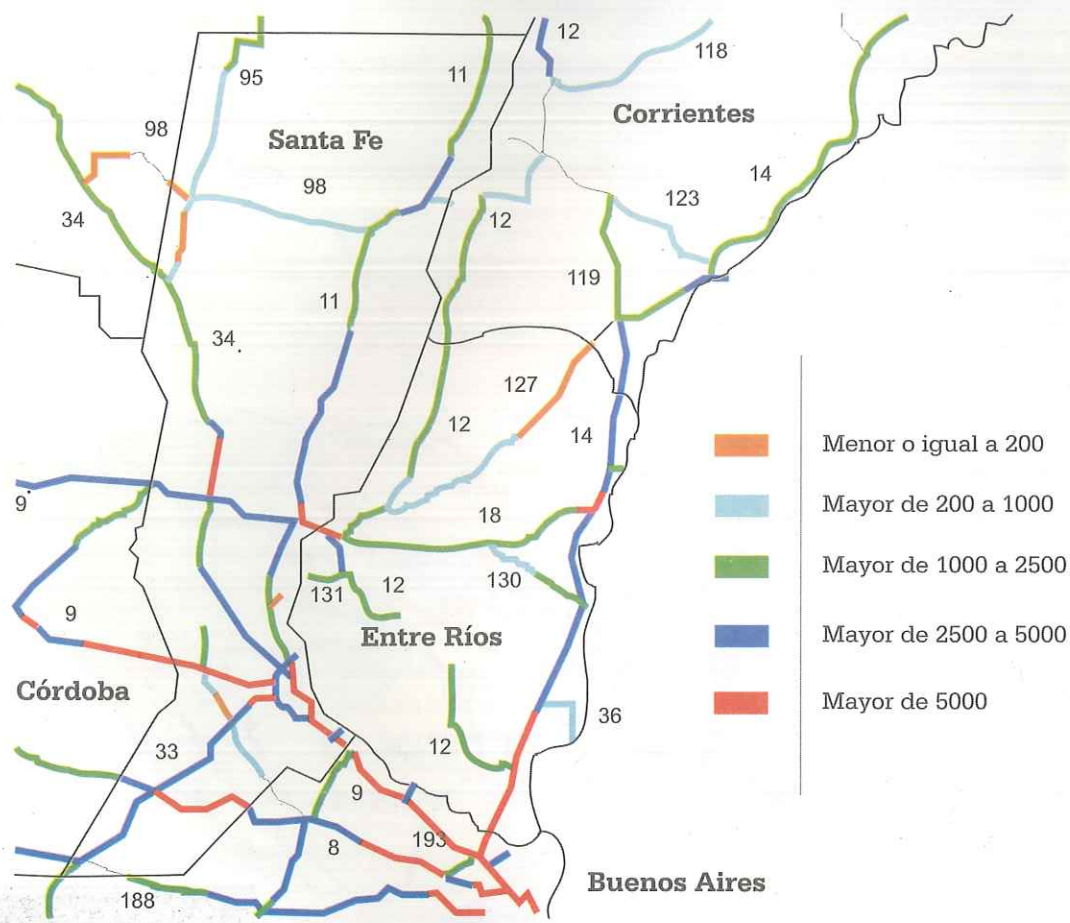 12
118
95
11
Corrientes
98
Santa Fe
98
14
34
123
12
119
11
34
127
12
14
9
18
130
131
12
9
Entre Ríos
Córdoba
36
33
12
9
193
8
188
Buenos Aires
Menor o igual a 200
Mayor de 200 a 1000
Mayor de 1000 a 2500
Mayor de 2500 a 5000
Mayor de 5000